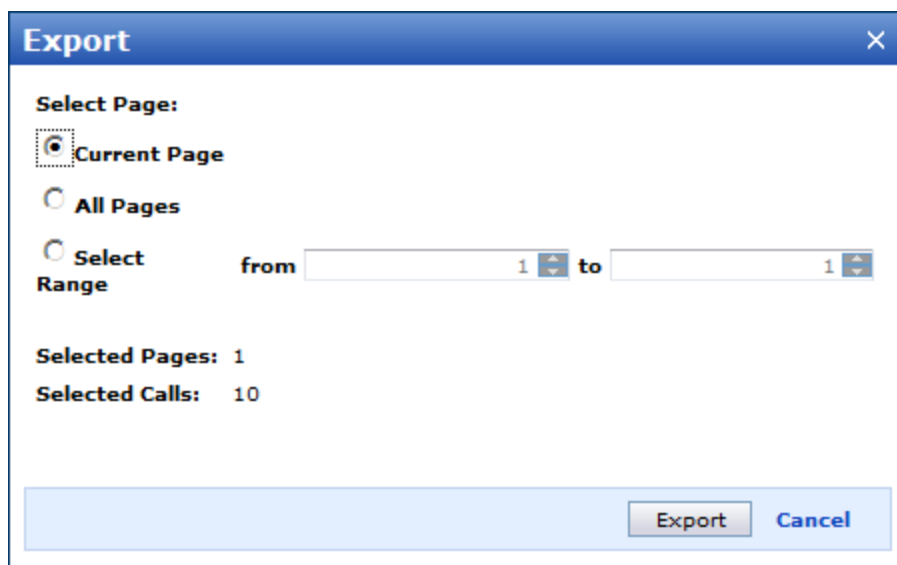 Export
Select Page:
Current Page
All Pages
Select
Range from 1 to 1
Selected Pages: 1
Selected Calls: 10
Export Cancel